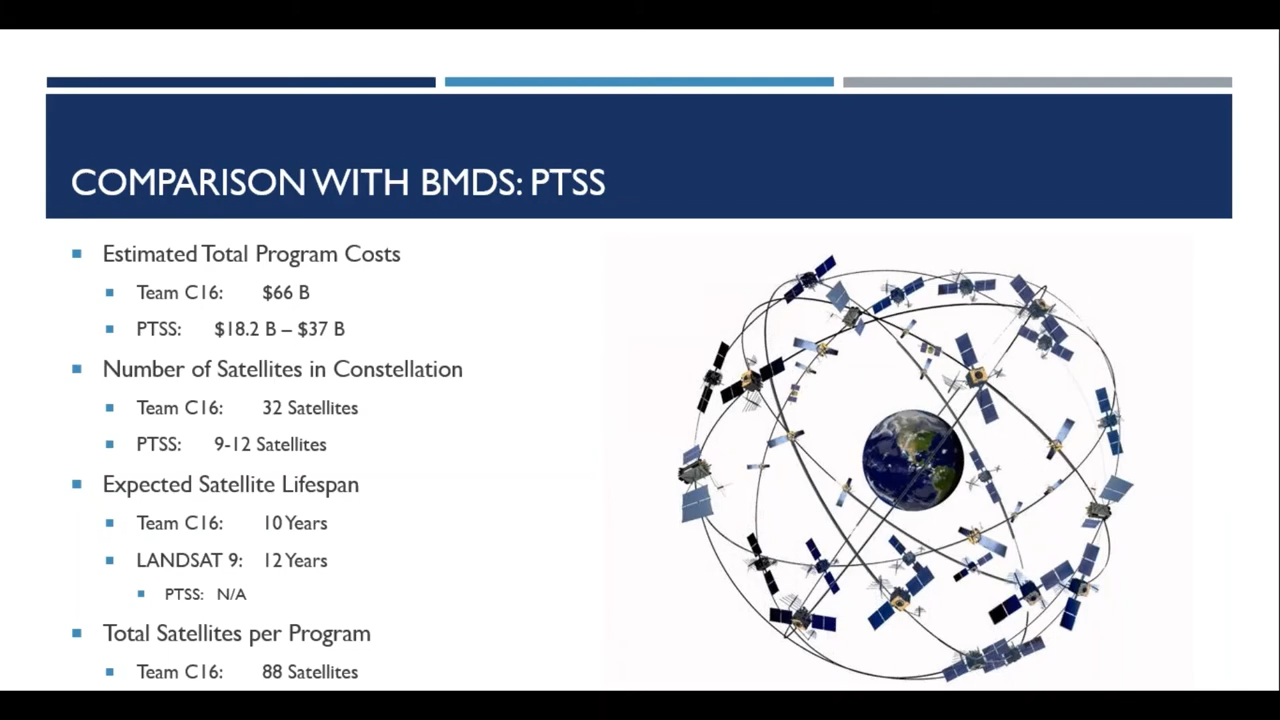 COMPARISON WITH BMDS: PTSS
Estimated Total Program Costs
Team C16: $66 B
PTSS: $18.2 B – $37 B
Number of Satellites in Constellation
Team C16: 32 Satellites
PTSS: 9-12 Satellites
Expected Satellite Lifespan
Team C16: 10 Years
LANDSAT 9: 12 Years
PTSS: N/A
Total Satellites per Program
Team C16: 88 Satellites